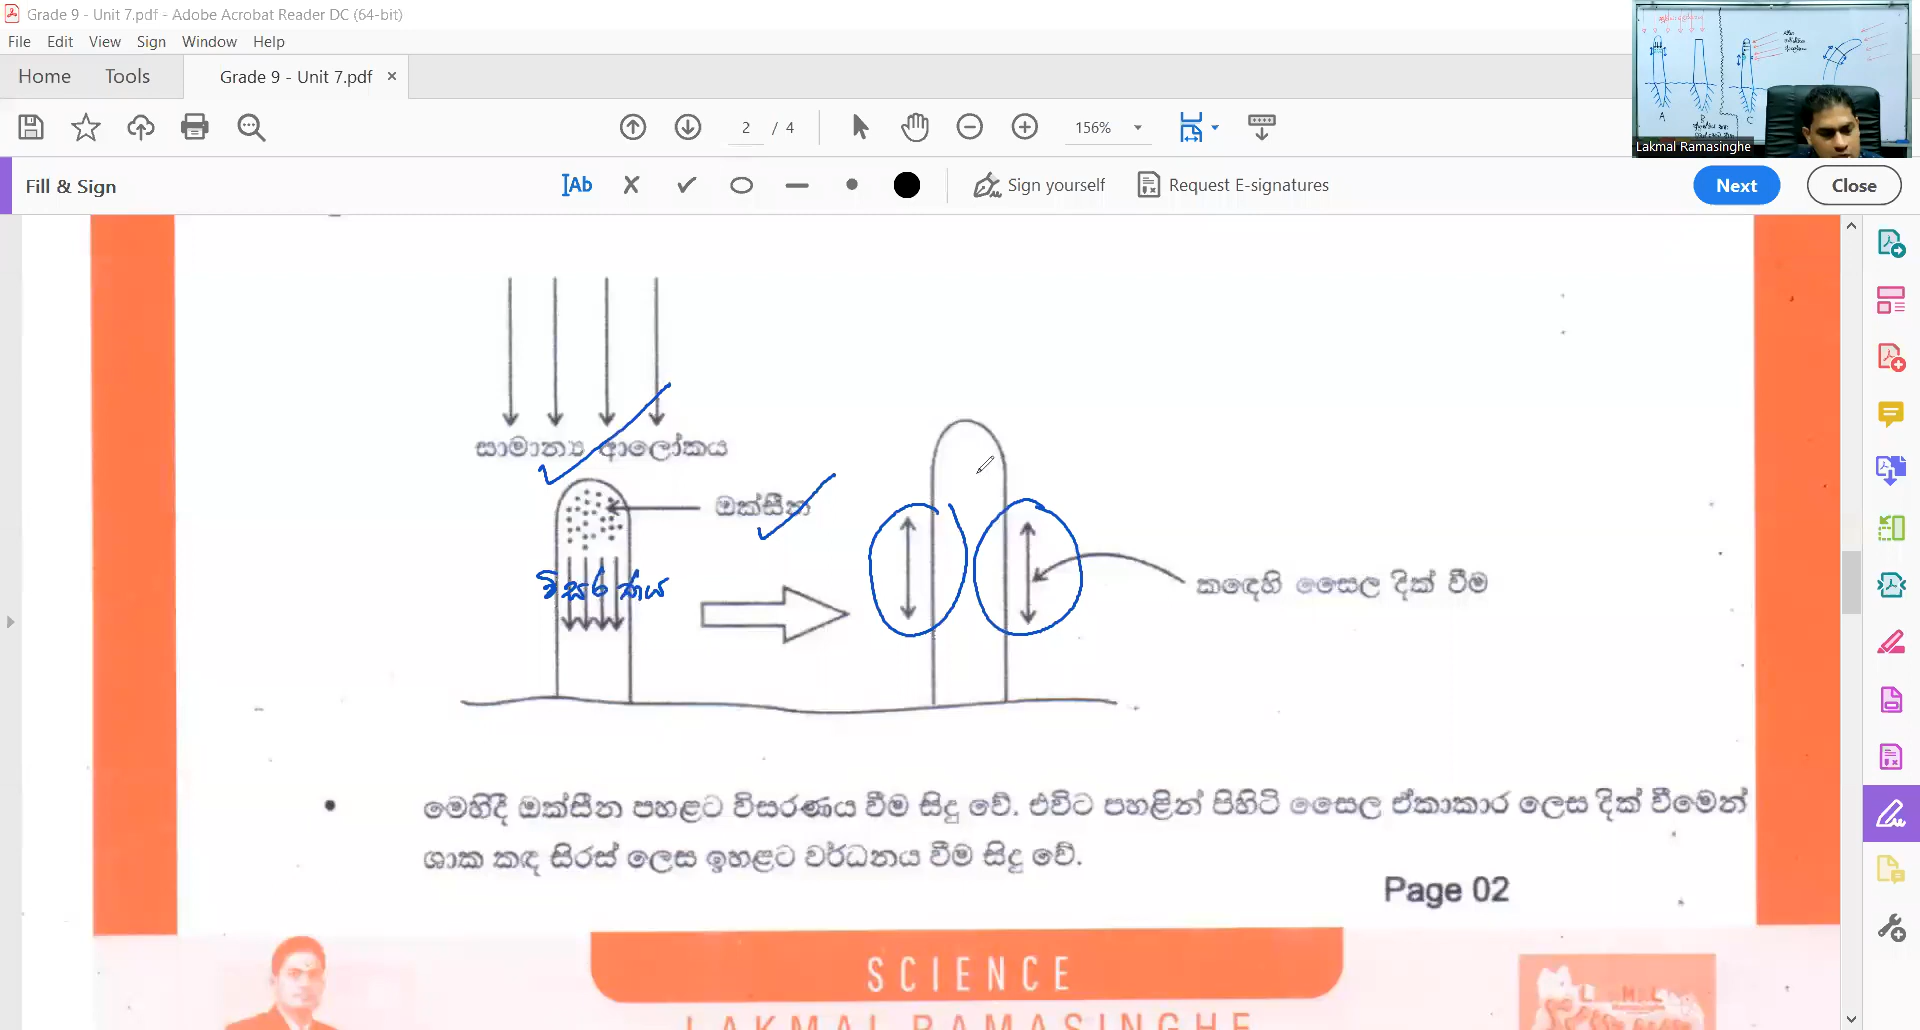 Grade 9 - Unit 7.pdf - Adobe Acrobat Reader DC (64-bit)
File Edit View Sign Window Help
Home Tools Grade 9 - Unit 7.pdf ×
2 / 4 156%
Fill & Sign Sign yourself Request E-signatures Next Close
Lakmal Ramasinghe
A B C
සාමාන්‍ය ආලෝකය
ඔක්සීන
විසරණය
කඳෙහි සෛල දික් වීම
• මෙහිදී ඔක්සීන පහළට විසරණය වීම සිදු වේ. එවිට පහළින් පිහිටි සෛල ඒකාකාර ලෙස දික් වීමෙන්
ශාක කඳ සිරස් ලෙස ඉහළට වර්ධනය වීම සිදු වේ.
Page 02
SCIENCE
LAKMAL RAMASINGHE